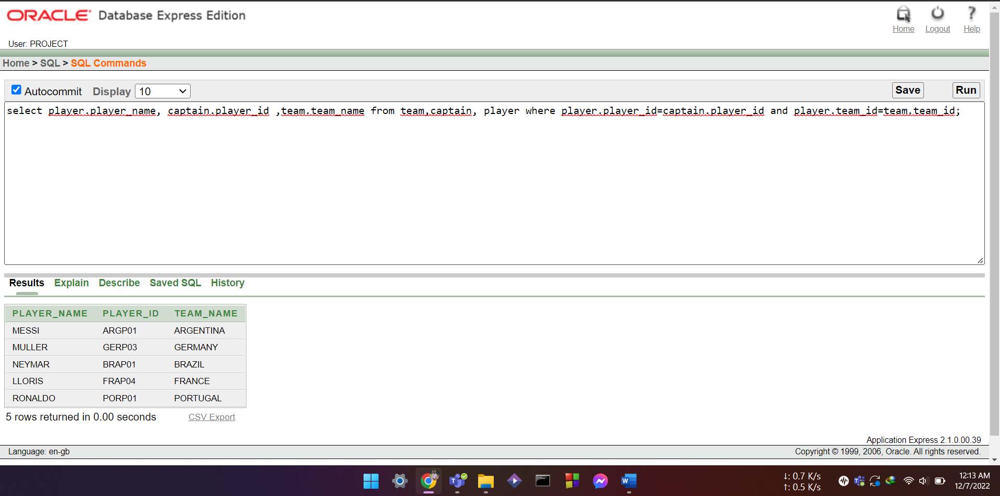 ORACLE Database Express Edition
Home Logout Help
User: PROJECT
Home > SQL > SQL Commands
Autocommit Display 10 Save Run
select player.player_name, captain.player_id ,team.team_name from team,captain, player where player.player_id=captain.player_id and player.team_id=team.team_id;
Results Explain Describe Saved SQL History
PLAYER_NAME PLAYER_ID TEAM_NAME
MESSI ARGP01 ARGENTINA
MULLER GERP03 GERMANY
NEYMAR BRAP01 BRAZIL
LLORIS FRAP04 FRANCE
RONALDO PORP01 PORTUGAL
5 rows returned in 0.00 seconds CSV Export
Application Express 2.1.0.00.39
Language: en-gb Copyright © 1999, 2006, Oracle. All rights reserved.
↓: 0.7 K/s 12:13 AM
↑: 0.5 K/s 12/7/2022